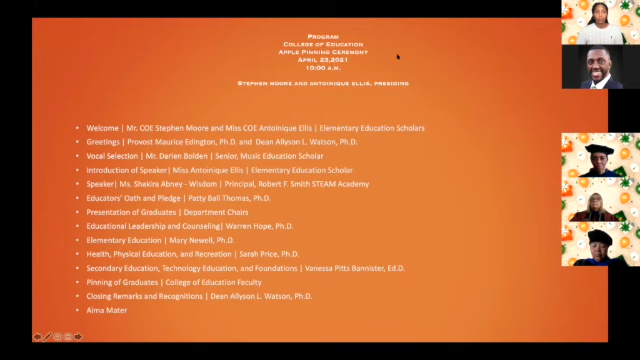 PROGRAM
COLLEGE OF EDUCATION
APPLE PINNING CEREMONY
APRIL 23,2021
10:00 A.M.
STEPHEN MOORE AND ANTOINIQUE ELLIS, PRESIDING
• Welcome | Mr. COE Stephen Moore and Miss COE Antoinique Ellis | Elementary Education Scholars
• Greetings | Provost Maurice Edington, Ph.D. and Dean Allyson L. Watson, Ph.D.
• Vocal Selection | Mr. Darien Bolden | Senior, Music Education Scholar
• Introduction of Speaker| Miss Antoinique Ellis | Elementary Education Scholar
• Speaker| Ms. Shakira Abney - Wisdom | Principal, Robert F. Smith STEAM Academy
• Educators' Oath and Pledge | Patty Ball Thomas, Ph.D.
• Presentation of Graduates | Department Chairs
• Educational Leadership and Counseling| Warren Hope, Ph.D.
• Elementary Education | Mary Newell, Ph.D.
• Health, Physical Education, and Recreation | Sarah Price, Ph.D.
• Secondary Education, Technology Education, and Foundations | Vanessa Pitts Bannister, Ed.D.
• Pinning of Graduates | College of Education Faculty
• Closing Remarks and Recognitions | Dean Allyson L. Watson, Ph.D.
• Alma Mater